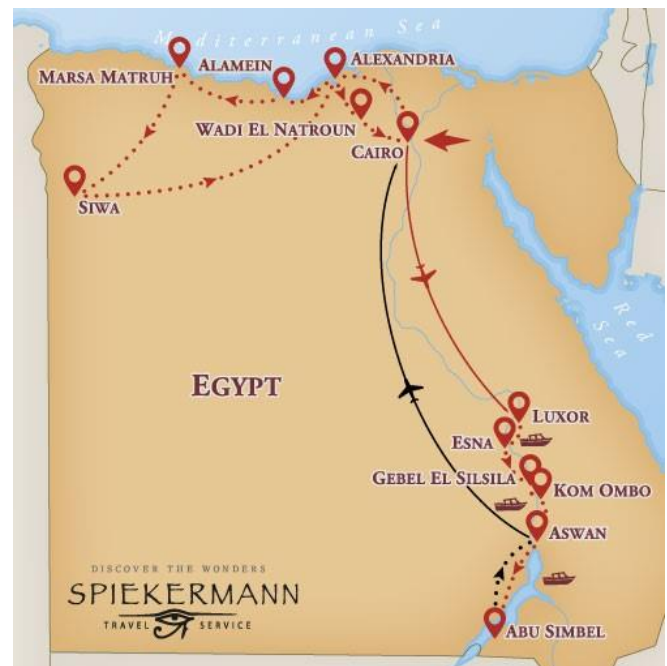 Mediterranean Sea
MARSA MATRUH
ALAMEIN
ALEXANDRIA
WADI EL NATROUN
CAIRO
SIWA
Red
Sea
EGYPT
LUXOR
ESNA
GEBEL EL SILSILA
KOM OMBO
ASWAN
ABU SIMBEL
DISCOVER THE WONDERS
SPIEKERMANN
TRAVEL SERVICE